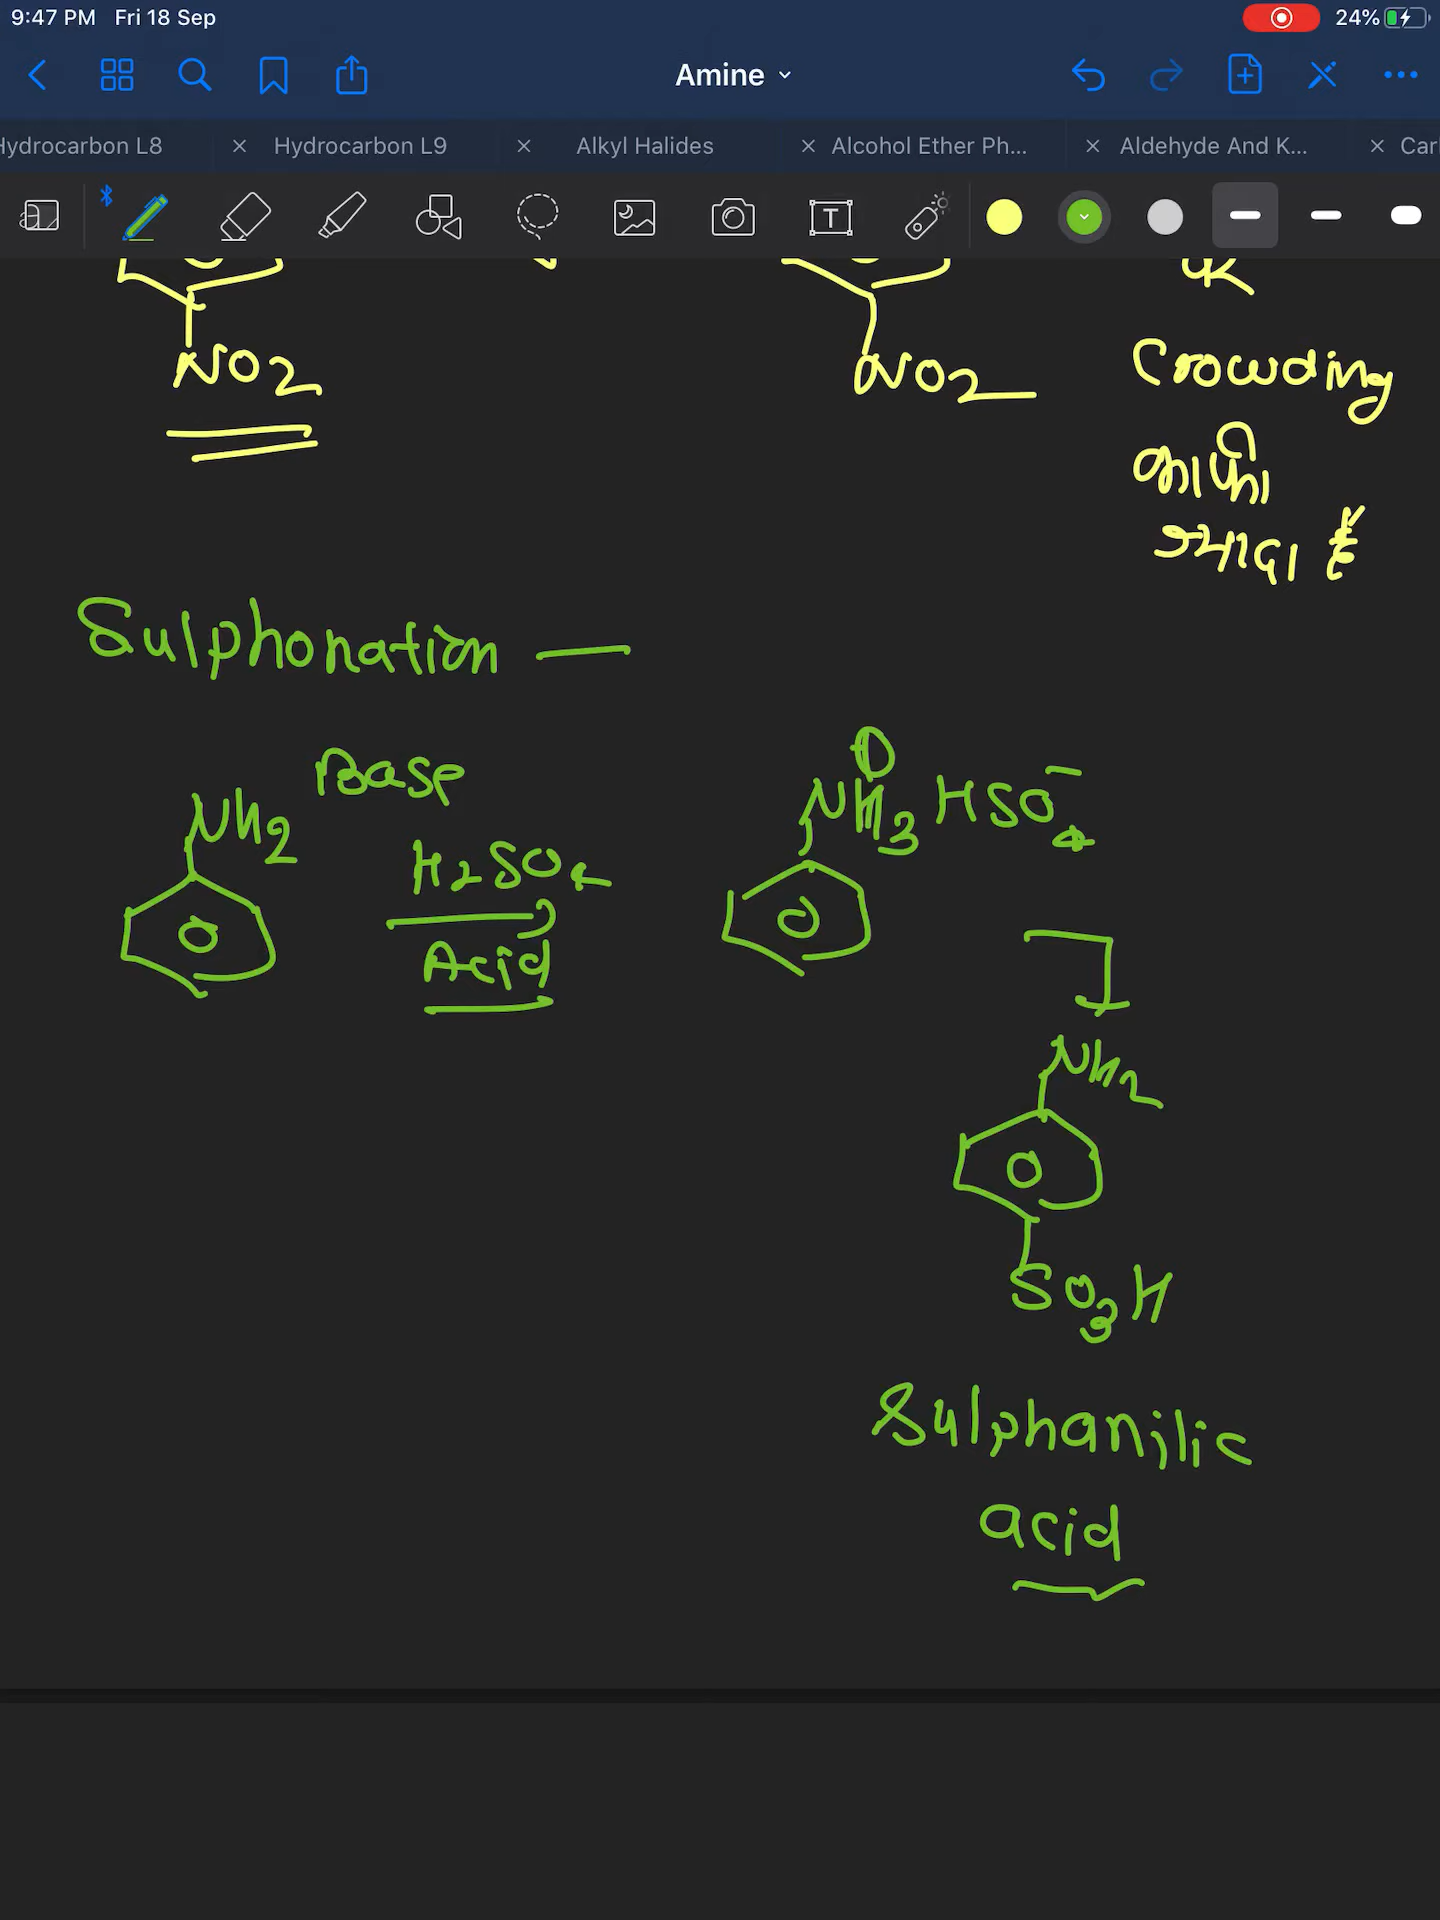 9:47 PM Fri 18 Sep 24%
Amine
Hydrocarbon L8 Hydrocarbon L9 Alkyl Halides Alcohol Ether Ph... Aldehyde And K... Car
T
NO2 NO2
Crowding
काफी
ज्यादा है
Sulphonation —
Base
NH2
H2SO4
Acid
NH3 HSO4⁻
NH2
SO3H
Sulphanilic
acid